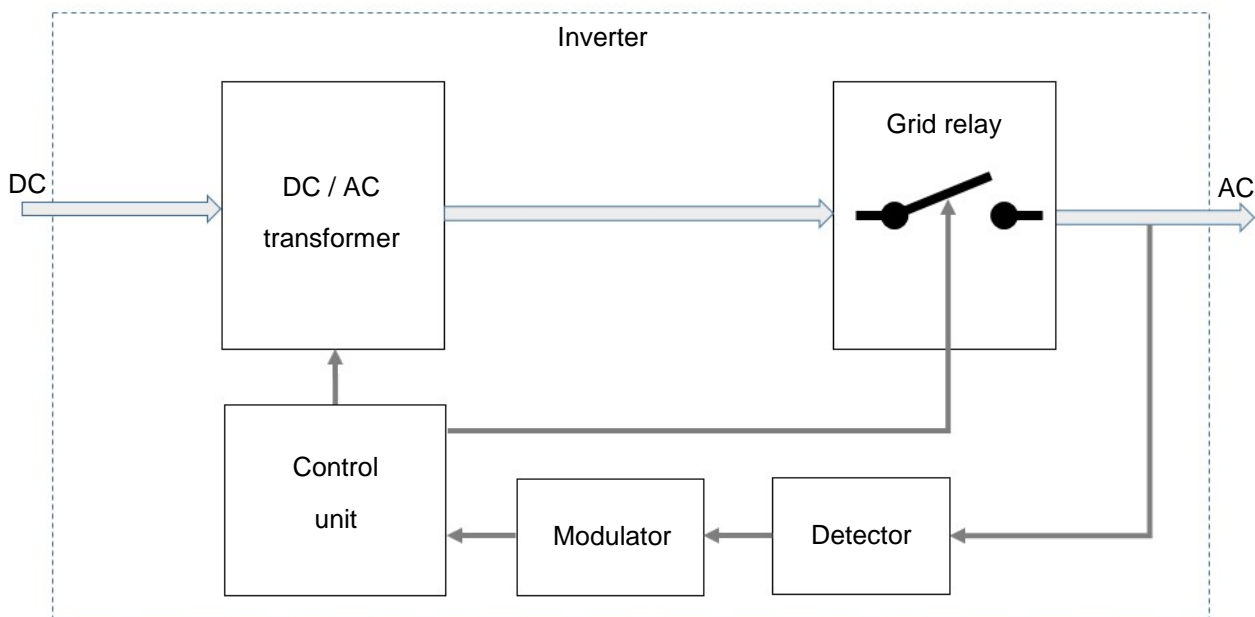 Inverter
Grid relay
DC
DC / AC
transformer
AC
Control
unit
Modulator
Detector